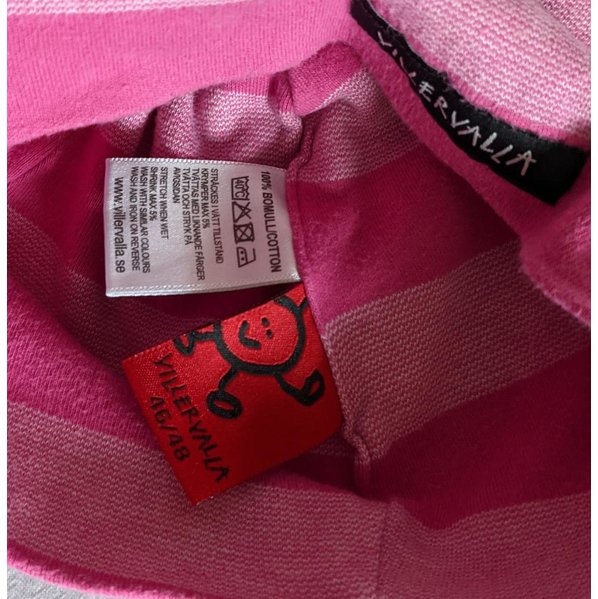 VILLERVALLA
100% BOMULL/COTTON
40°C
STRÄCKES I VÅTT TILLSTÅND
KRYMPER MAX 5%
TVÄTTAS MED LIKNANDE FÄRGER
TVÄTTA OCH STRYK PÅ
AVIGSIDAN
STRETCH WHEN WET
SHRINK MAX 5%
WASH WITH SIMILAR COLOURS
WASH AND IRON ON REVERSE
www.villervalla.se
VILLERVALLA
46/48